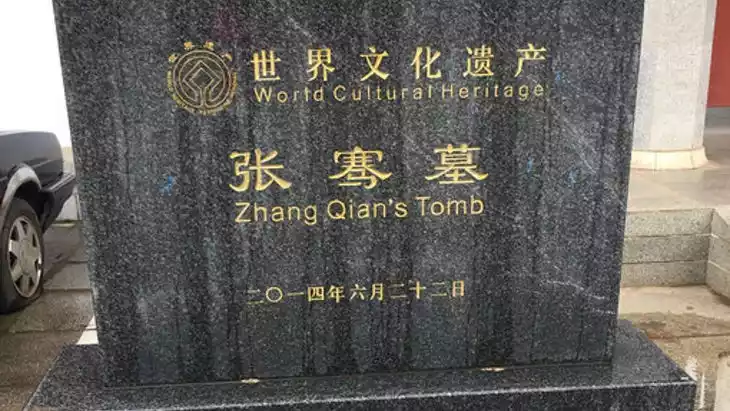 世界文化遗产
World Cultural Heritage
张骞墓
Zhang Qian's Tomb
二〇一四年六月二十二日